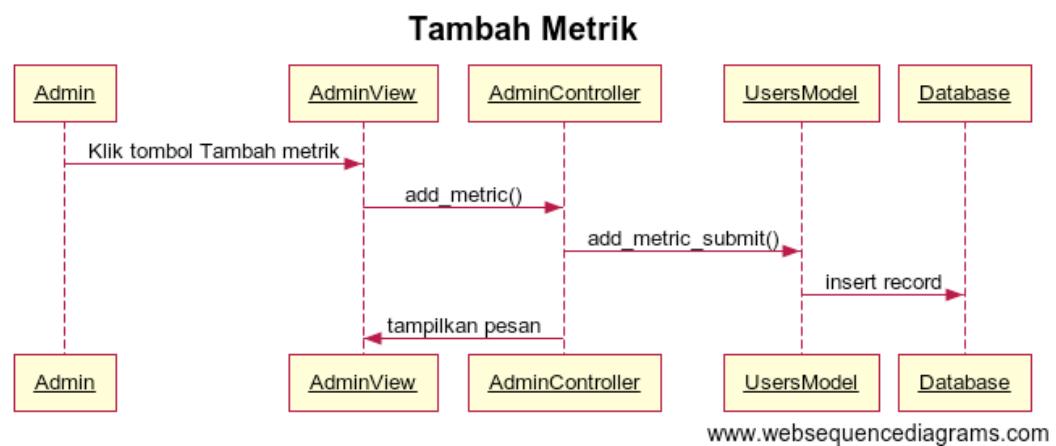 Tambah Metrik
Admin
AdminView
AdminController
UsersModel
Database
Klik tombol Tambah metrik
add_metric()
add_metric_submit()
insert record
tampilkan pesan
Admin
AdminView
AdminController
UsersModel
Database
www.websequencediagrams.com